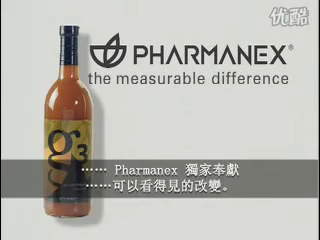 优酷
PHARMANEX®
the measurable difference
g3
…… Pharmanex 獨家奉獻
……可以看得見的改變。